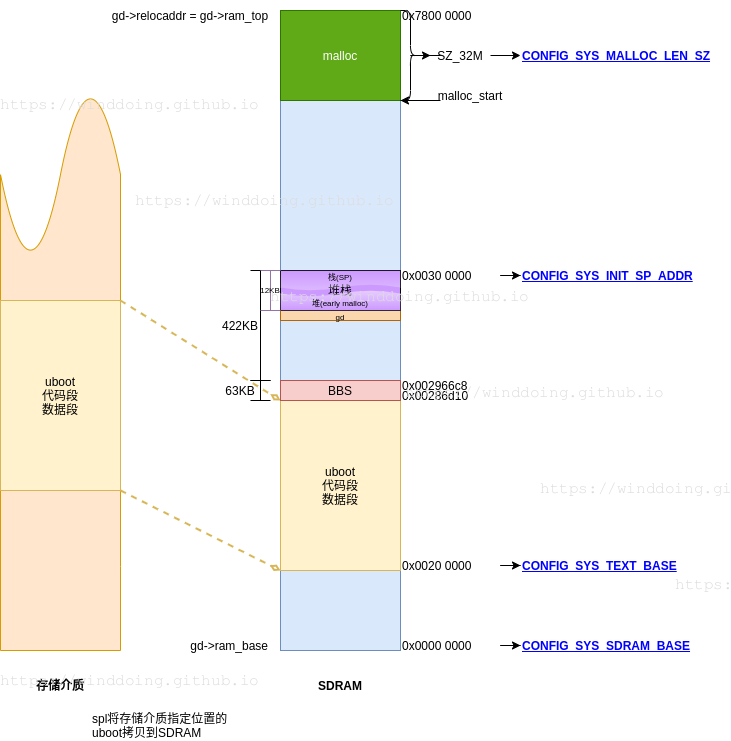 gd->relocaddr = gd->ram_top
0x7800 0000
malloc
SZ_32M
CONFIG_SYS_MALLOC_LEN_SZ
malloc_start
https://winddoing.github.io
https://winddoing.github.io
栈(SP)
0x0030 0000
CONFIG_SYS_INIT_SP_ADDR
12KB
堆栈
https://winddoing.github.io
堆(early malloc)
gd
422KB
uboot
代码段
数据段
63KB
BBS
0x002966c8
0x00286d10
https://winddoing.github.io
uboot
代码段
数据段
https://winddoing.gi
0x0020 0000
CONFIG_SYS_TEXT_BASE
https:
gd->ram_base
0x0000 0000
CONFIG_SYS_SDRAM_BASE
https://winddoing.github.io
存储介质
SDRAM
spl将存储介质指定位置的
uboot拷贝到SDRAM